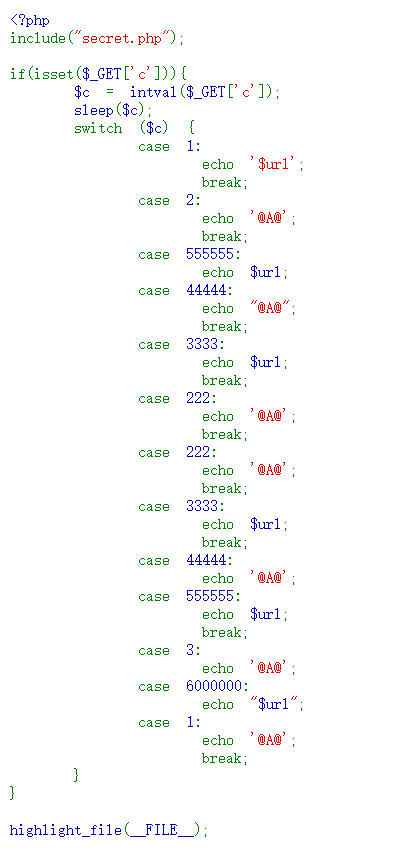 <?php
include("secret.php");
if(isset($_GET['c'])){
$c = intval($_GET['c']);
sleep($c);
switch ($c) {
case 1:
echo '$url';
break;
case 2:
echo '@A@';
break;
case 555555:
echo $url;
case 44444:
echo "@A@";
break;
case 3333:
echo $url;
break;
case 222:
echo '@A@';
break;
case 222:
echo '@A@';
break;
case 3333:
echo $url;
break;
case 44444:
echo '@A@';
case 555555:
echo $url;
break;
case 3:
echo '@A@';
case 6000000:
echo "$url";
case 1:
echo '@A@';
break;
}
}
highlight_file(__FILE__);